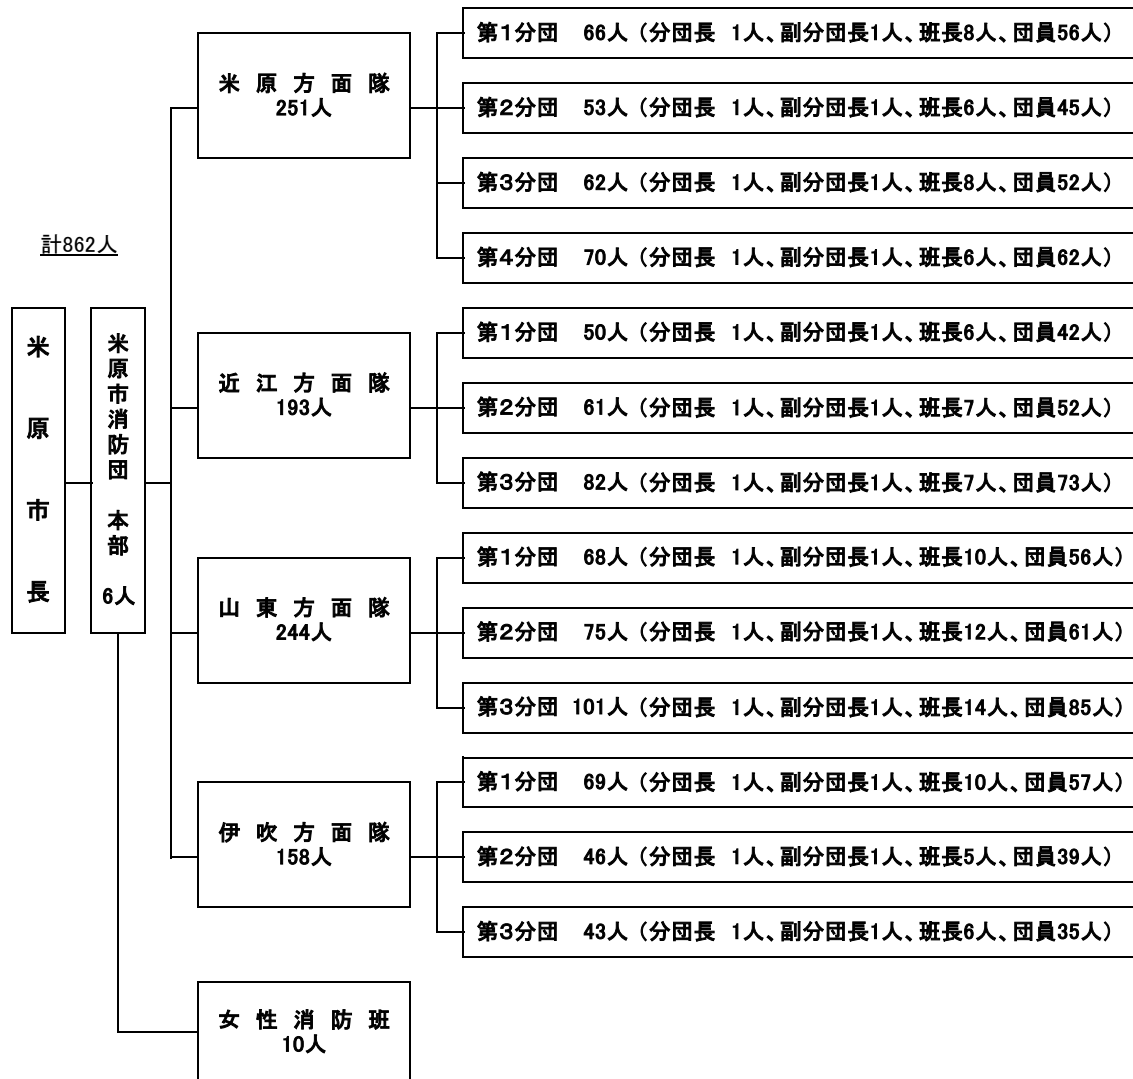 計862人
米原市長
米原市消防団 本部 6人
米原方面隊
251人
第1分団 66人（分団長 1人、副分団長1人、班長8人、団員56人）
第2分団 53人（分団長 1人、副分団長1人、班長6人、団員45人）
第3分団 62人（分団長 1人、副分団長1人、班長8人、団員52人）
第4分団 70人（分団長 1人、副分団長1人、班長6人、団員62人）
近江方面隊
193人
第1分団 50人（分団長 1人、副分団長1人、班長6人、団員42人）
第2分団 61人（分団長 1人、副分団長1人、班長7人、団員52人）
第3分団 82人（分団長 1人、副分団長1人、班長7人、団員73人）
山東方面隊
244人
第1分団 68人（分団長 1人、副分団長1人、班長10人、団員56人）
第2分団 75人（分団長 1人、副分団長1人、班長12人、団員61人）
第3分団 101人（分団長 1人、副分団長1人、班長14人、団員85人）
伊吹方面隊
158人
第1分団 69人（分団長 1人、副分団長1人、班長10人、団員57人）
第2分団 46人（分団長 1人、副分団長1人、班長5人、団員39人）
第3分団 43人（分団長 1人、副分団長1人、班長6人、団員35人）
女性消防班
10人